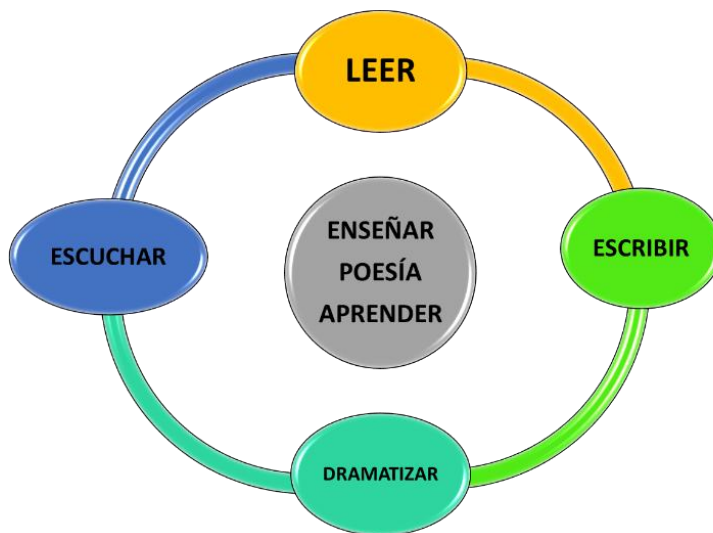 LEER
ESCUCHAR
ENSEÑAR
POESÍA
APRENDER
ESCRIBIR
DRAMATIZAR